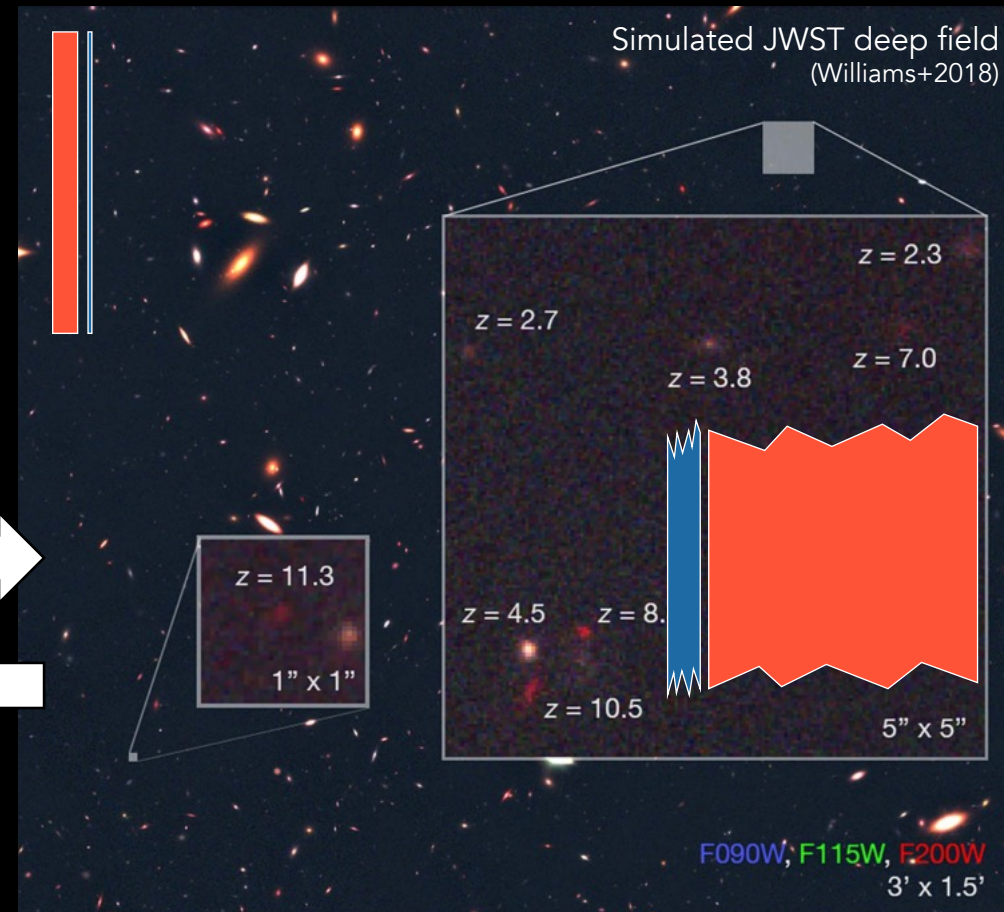 Simulated JWST deep field
(Williams+2018)
z = 2.3
z = 2.7
z = 3.8
z = 7.0
z = 11.3
1” x 1”
z = 4.5
z = 8.
z = 10.5
5” x 5”
F090W, F115W, F200W
3’ x 1.5’